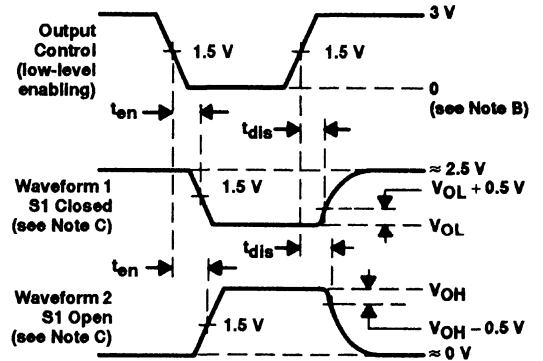 3 V
Output
Control
(low-level
enabling)
1.5 V
1.5 V
0
(see Note B)
ten
tdis
≈ 2.5 V
Waveform 1
S1 Closed
(see Note C)
1.5 V
VOL + 0.5 V
VOL
tdis
ten
Waveform 2
S1 Open
(see Note C)
1.5 V
VOH
VOH – 0.5 V
≈ 0 V